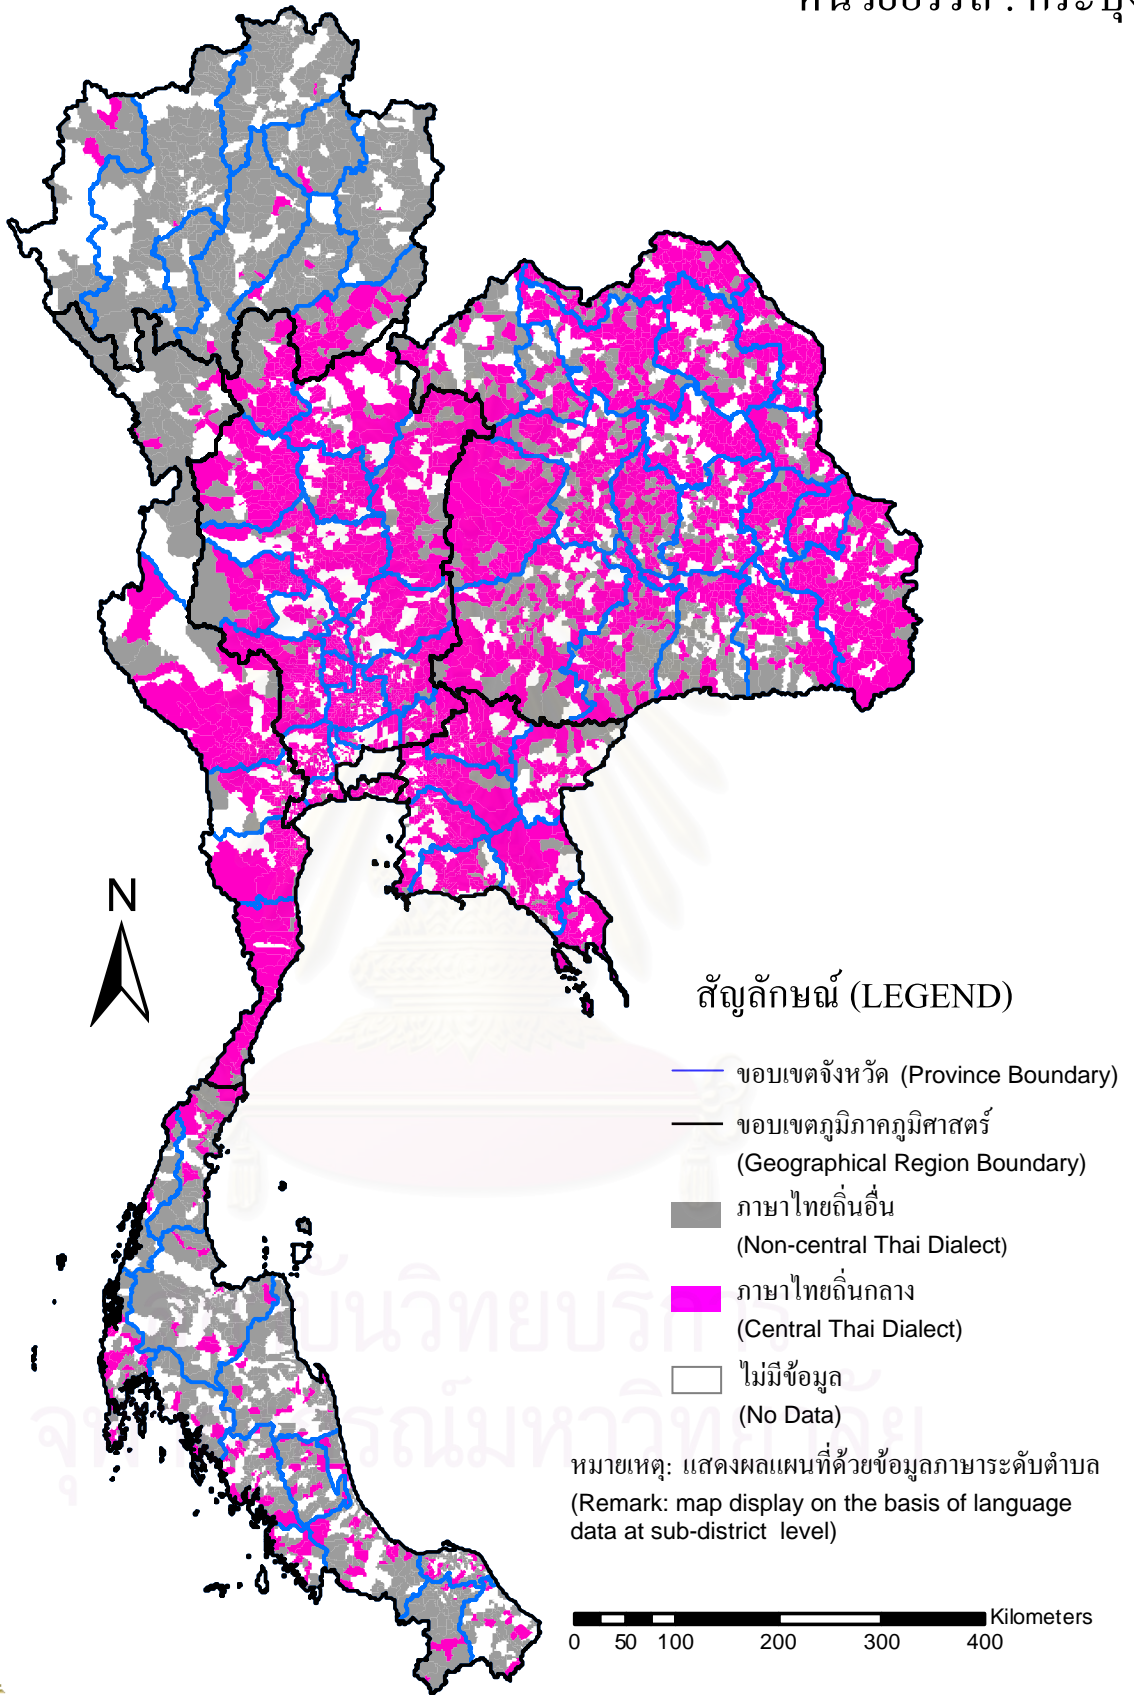 N
สัญลักษณ์ (LEGEND)
ขอบเขตจังหวัด (Province Boundary)
ขอบเขตภูมิภาคภูมิศาสตร์
(Geographical Region Boundary)
ภาษาไทยถิ่นอื่น
(Non-central Thai Dialect)
ภาษาไทยถิ่นกลาง
(Central Thai Dialect)
ไม่มีข้อมูล
(No Data)
หมายเหตุ: แสดงผลแผนที่ด้วยข้อมูลภาษาระดับตำบล
(Remark: map display on the basis of language
data at sub-district level)
Kilometers
0 50 100 200 300 400